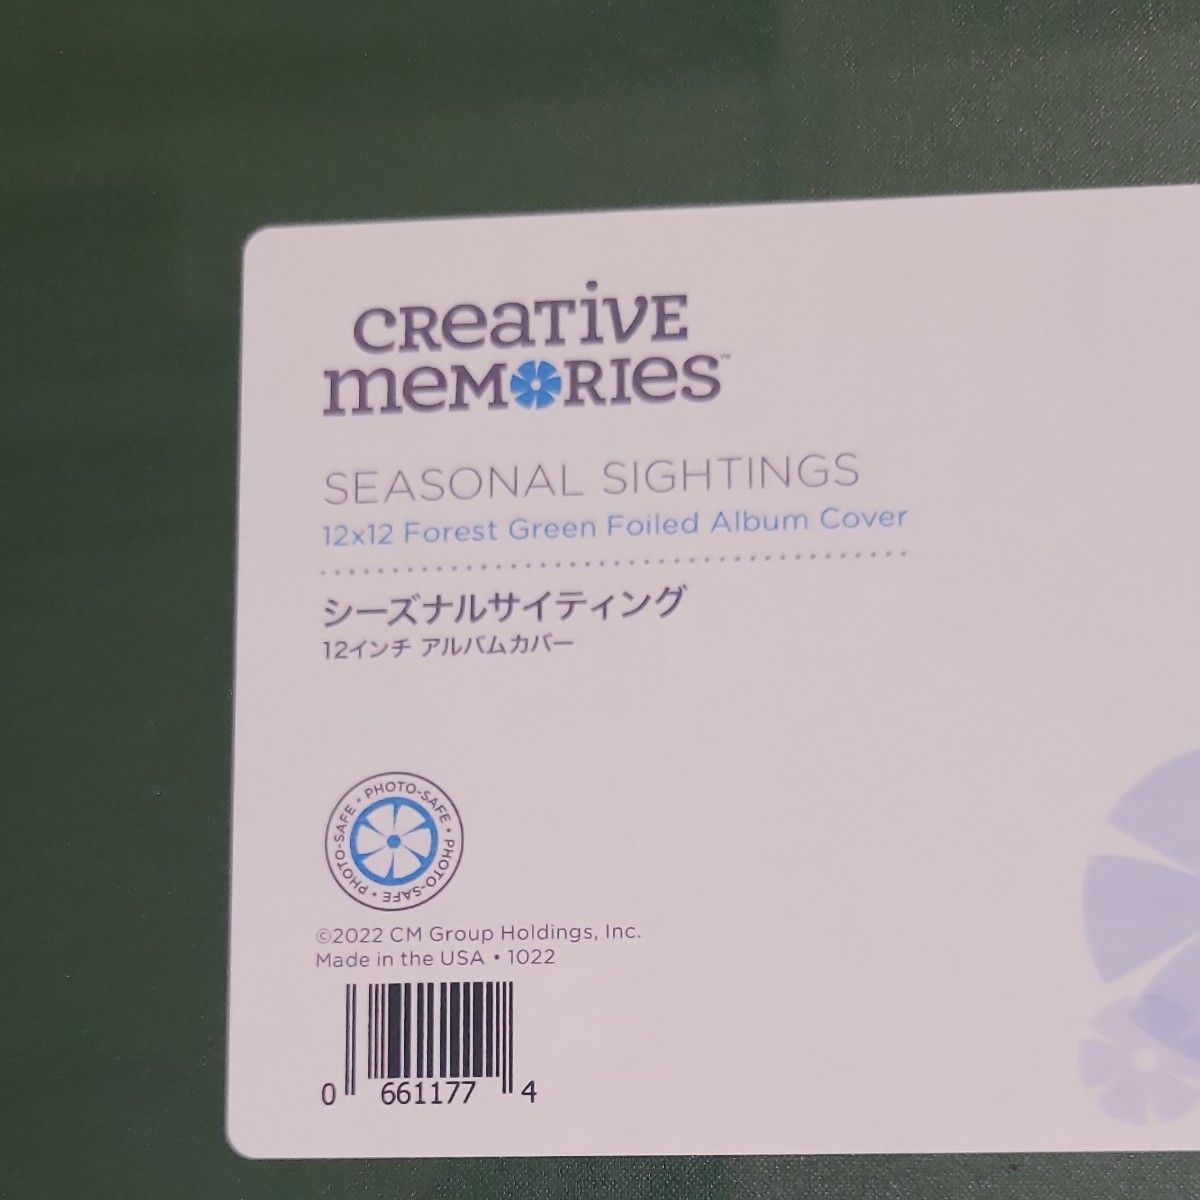 CREATIVE
MEMORIES™
SEASONAL SIGHTINGS
12x12 Forest Green Foiled Album Cover
シーズナルサイティング
12インチ アルバムカバー
PHOTO-SAFE • PHOTO-SAFE • PHOTO-SAFE •
©2022 CM Group Holdings, Inc.
Made in the USA • 1022
0 661177 4